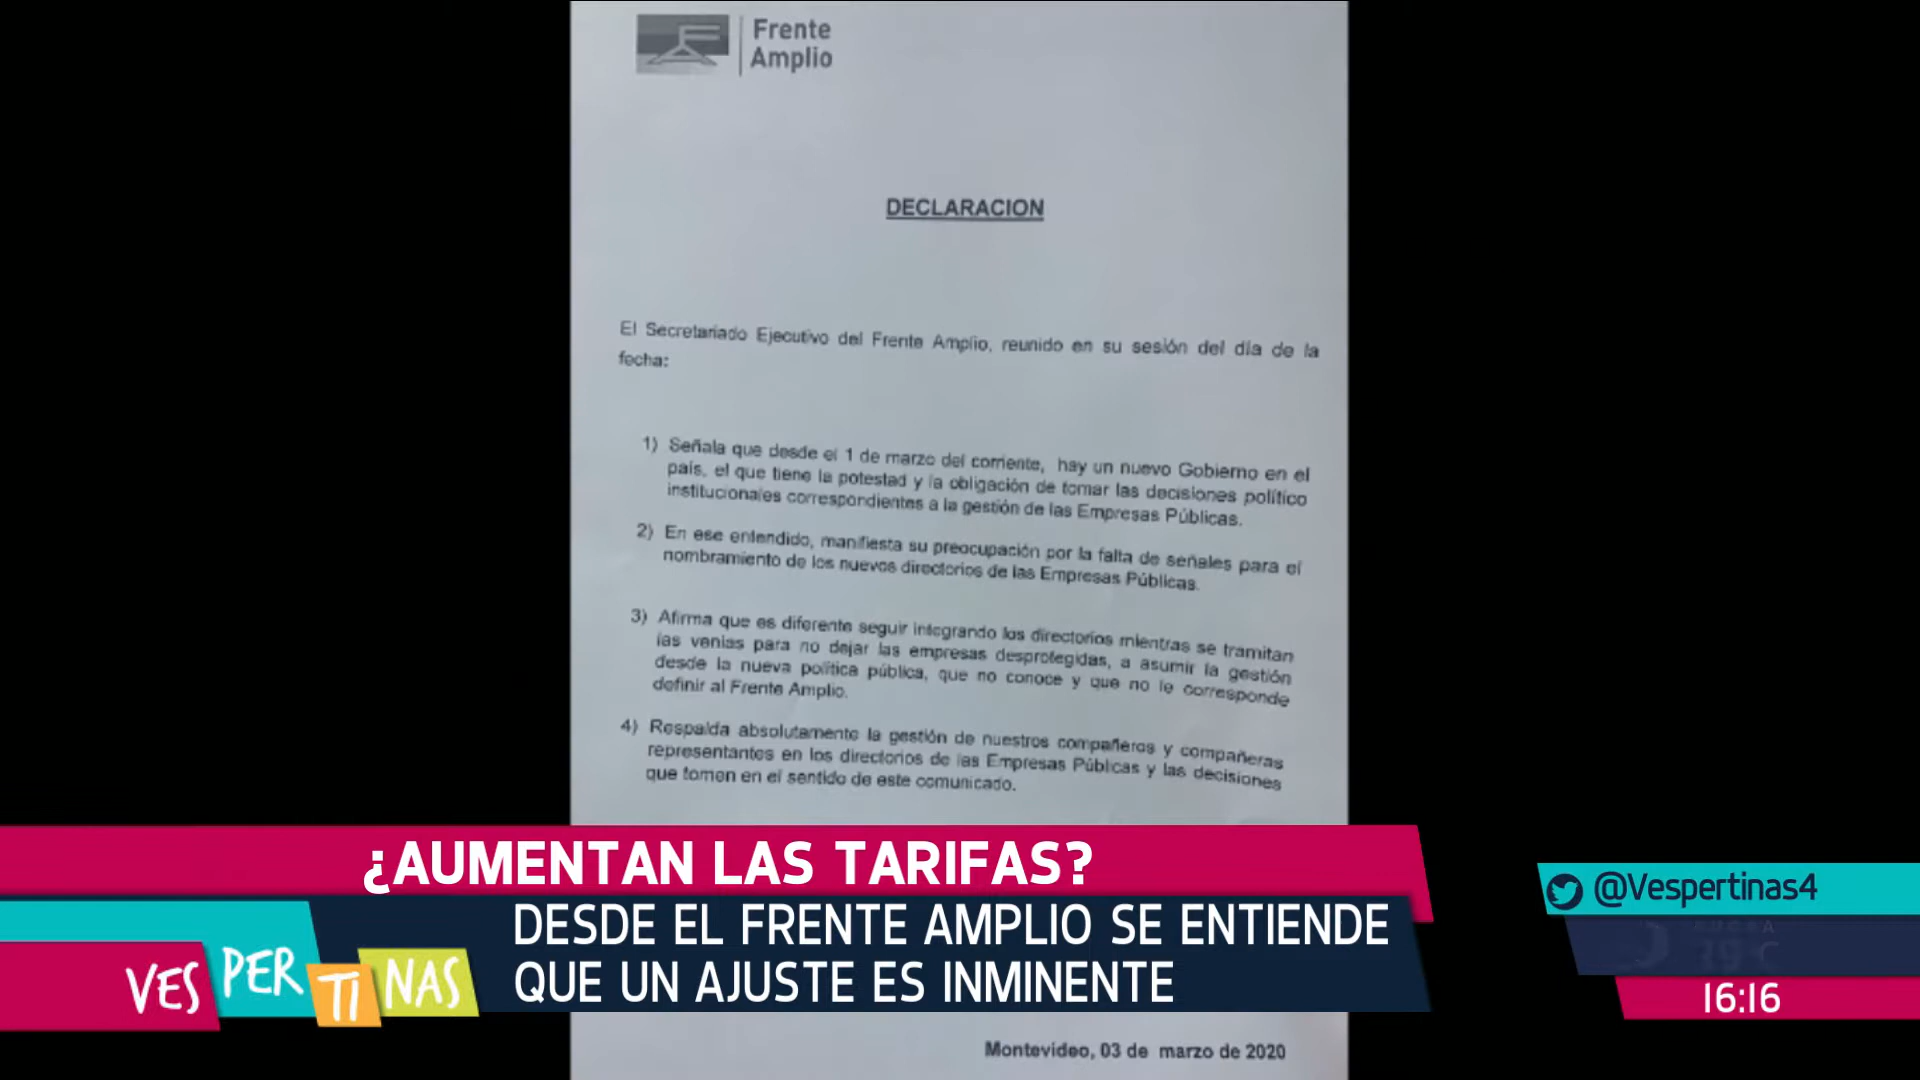 Frente
Amplio
DECLARACION
El Secretariado Ejecutivo del Frente Amplio, reunido en su sesión del día de la
fecha:
1) Señala que desde el 1 de marzo del corriente, hay un nuevo Gobierno en el
país, el que tiene la potestad y la obligación de tomar las decisiones político
institucionales correspondientes a la gestión de las Empresas Públicas.
2) En ese entendido, manifiesta su preocupación por la falta de señales para el
nombramiento de los nuevos directorios de las Empresas Públicas.
3) Afirma que es diferente seguir integrando los directorios mientras se tramitan
las venias para no dejar las empresas desprotegidas, a asumir la gestión
desde la nueva política pública, que no conoce y que no le corresponde
definir al Frente Amplio.
4) Respalda absolutamente la gestión de nuestros compañeros y compañeras
representantes en los directorios de las Empresas Públicas y las decisiones
que tomen en el sentido de este comunicado.
¿AUMENTAN LAS TARIFAS?
DESDE EL FRENTE AMPLIO SE ENTIENDE
QUE UN AJUSTE ES INMINENTE
VESPERTINAS
@Vespertinas4
16:16
Montevideo, 03 de marzo de 2020